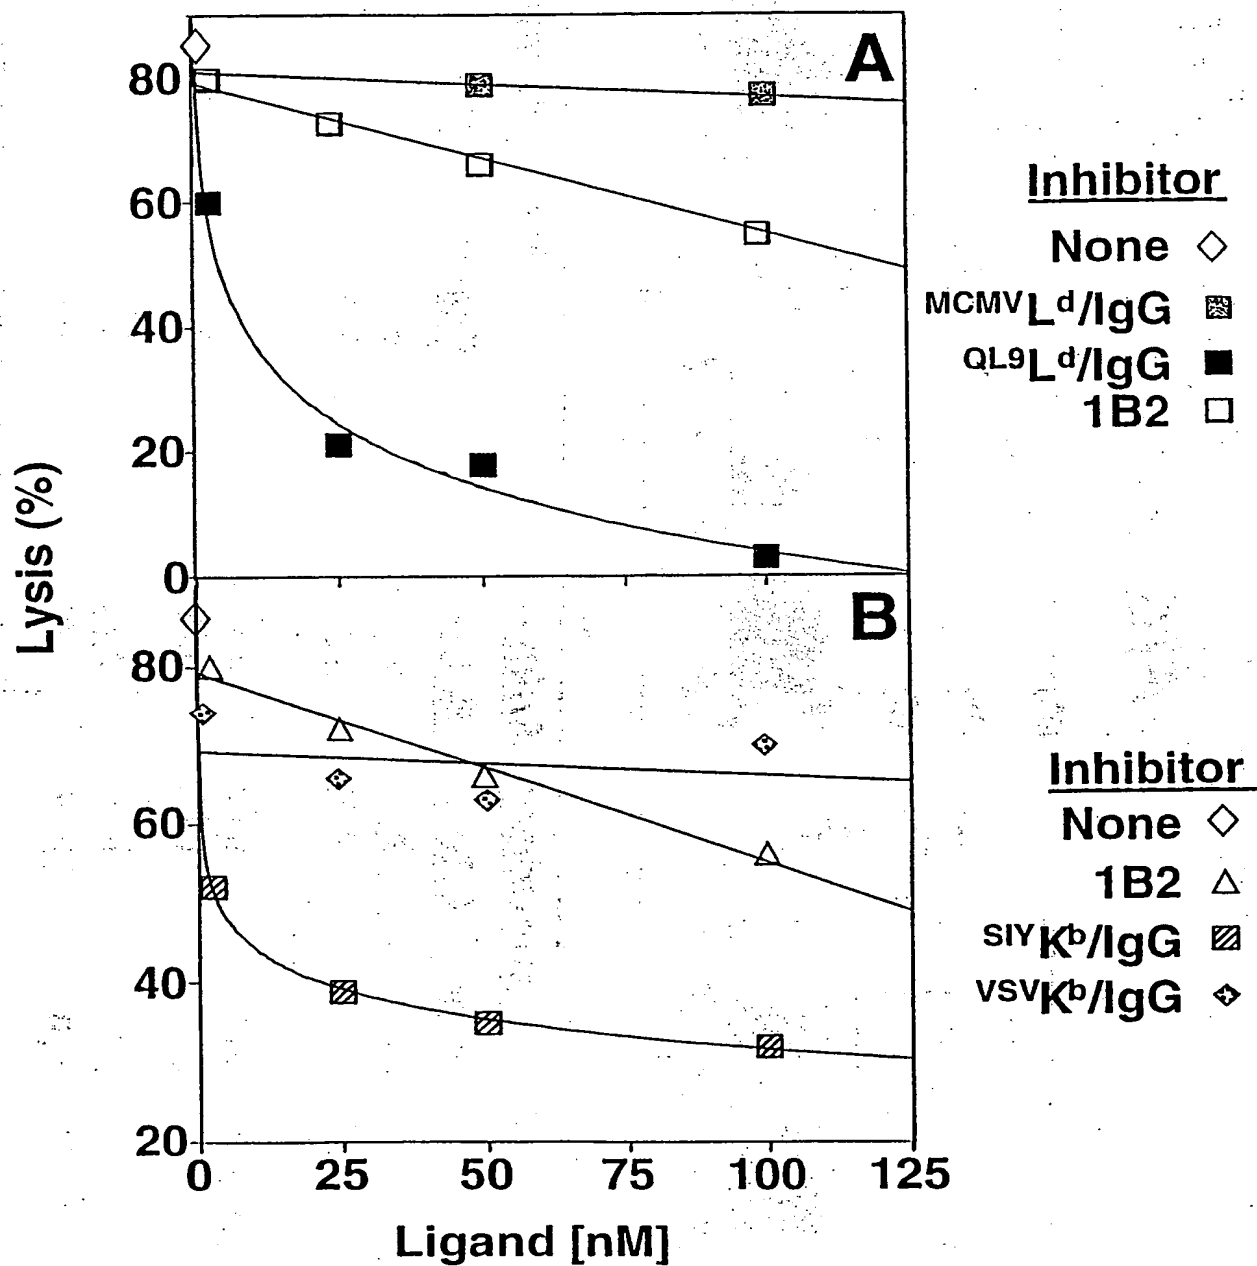 A
80
60
40
20
0
Inhibitor
None
MCMVLd/IgG
QL9Ld/IgG
1B2
Lysis (%)
B
80
60
40
20
0 25 50 75 100 125
Ligand [nM]
Inhibitor
None
1B2
SIYKb/IgG
VSVKb/IgG